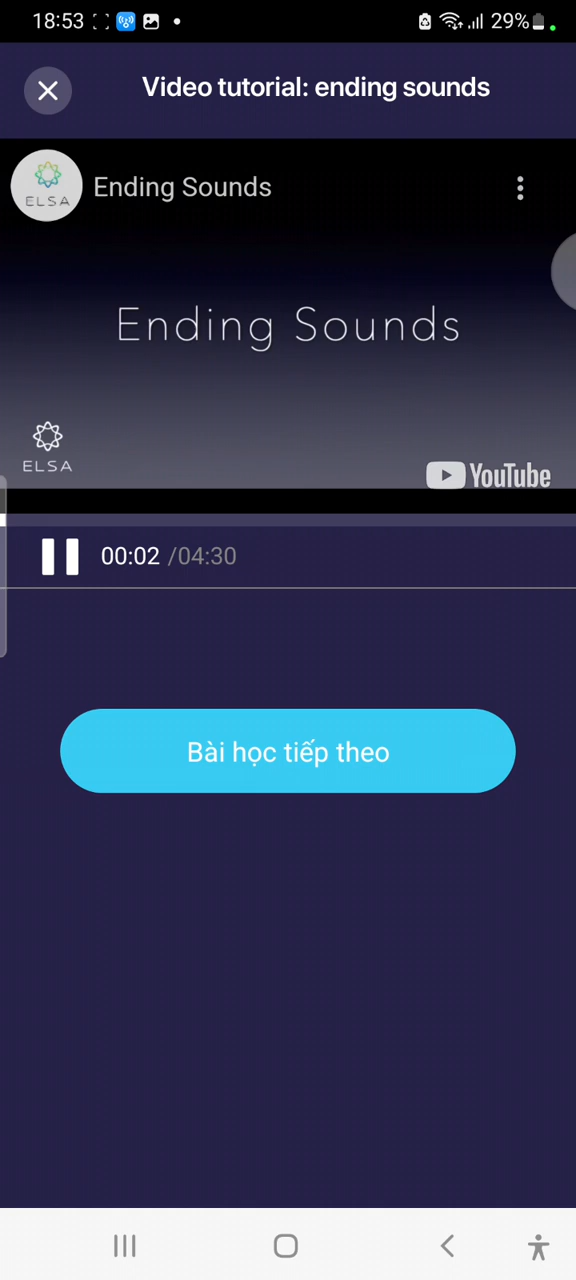 18:53
29%
Video tutorial: ending sounds
ELSA
Ending Sounds
Ending Sounds
ELSA
YouTube
00:02 /04:30
Bài học tiếp theo